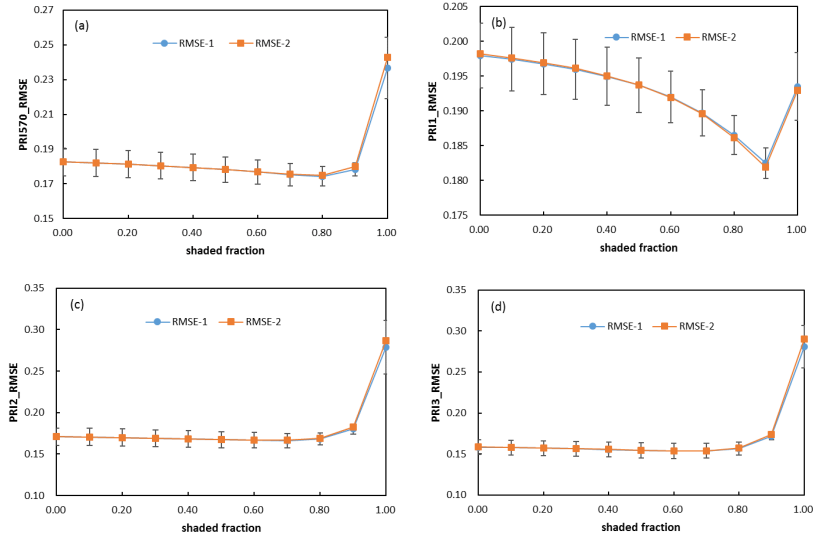 (a)
RMSE-1 RMSE-2
PRI570_RMSE
0.27
0.25
0.23
0.21
0.19
0.17
0.15
0.00 0.20 0.40 0.60 0.80 1.00
shaded fraction
(b)
RMSE-1 RMSE-2
PRI1_RMSE
0.205
0.200
0.195
0.190
0.185
0.180
0.175
0.00 0.20 0.40 0.60 0.80 1.00
shaded fraction
(c)
RMSE-1 RMSE-2
PRI2_RMSE
0.35
0.30
0.25
0.20
0.15
0.10
0.00 0.20 0.40 0.60 0.80 1.00
shaded fraction
(d)
RMSE-1 RMSE-2
PRI3_RMSE
0.35
0.30
0.25
0.20
0.15
0.10
0.00 0.20 0.40 0.60 0.80 1.00
shaded fraction